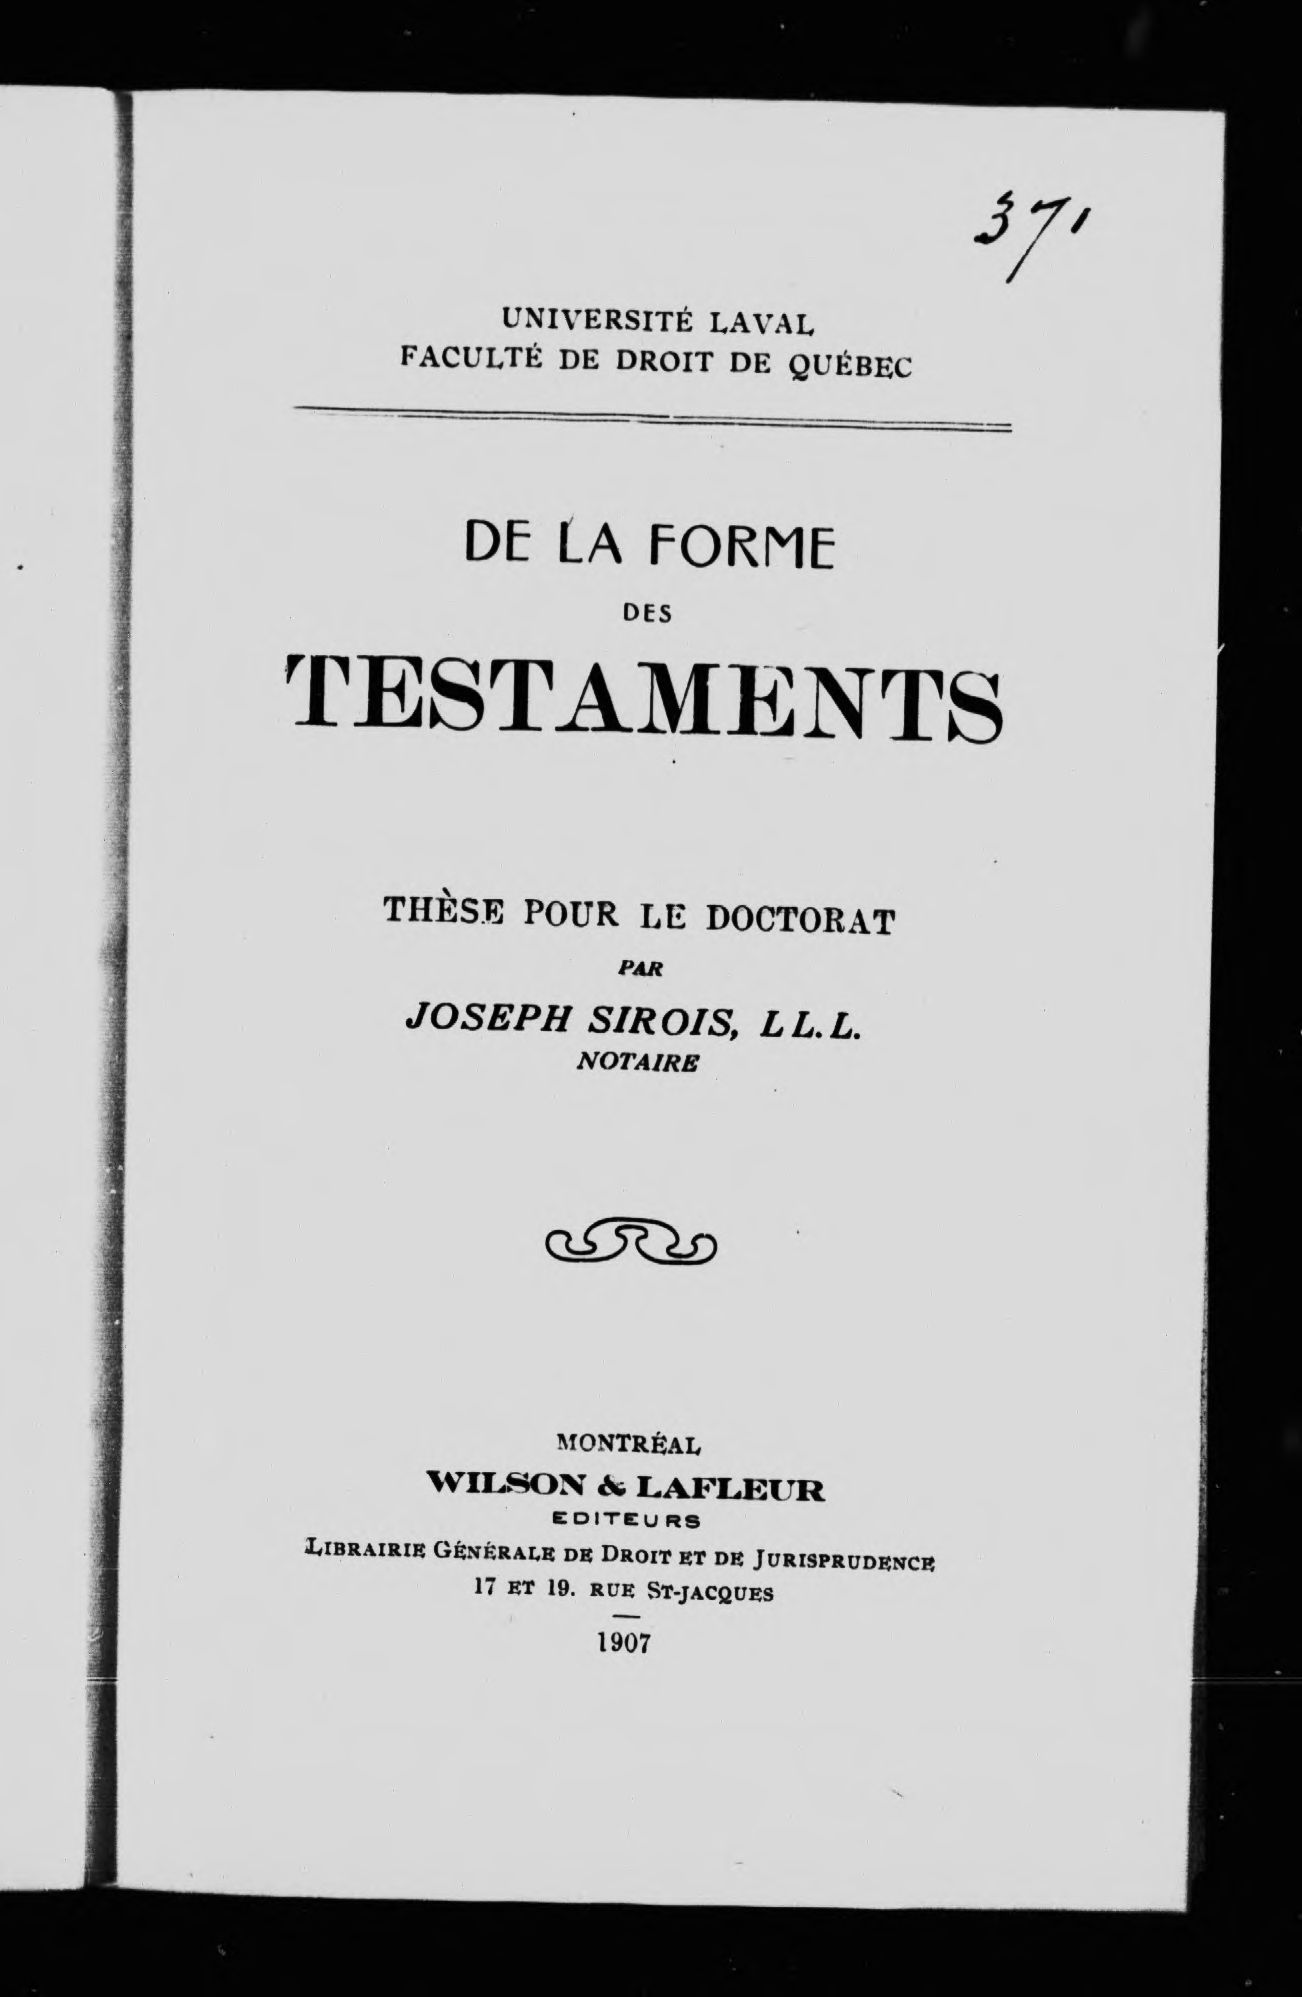 371
UNIVERSITÉ LAVAL
FACULTÉ DE DROIT DE QUÉBEC
DE LA FORME
DES
TESTAMENTS
THÈSE POUR LE DOCTORAT
PAR
JOSEPH SIROIS, LL.L.
NOTAIRE
MONTRÉAL
WILSON & LAFLEUR
EDITEURS
LIBRAIRIE GÉNÉRALE DE DROIT ET DE JURISPRUDENCE
17 ET 19. RUE ST-JACQUES
1907